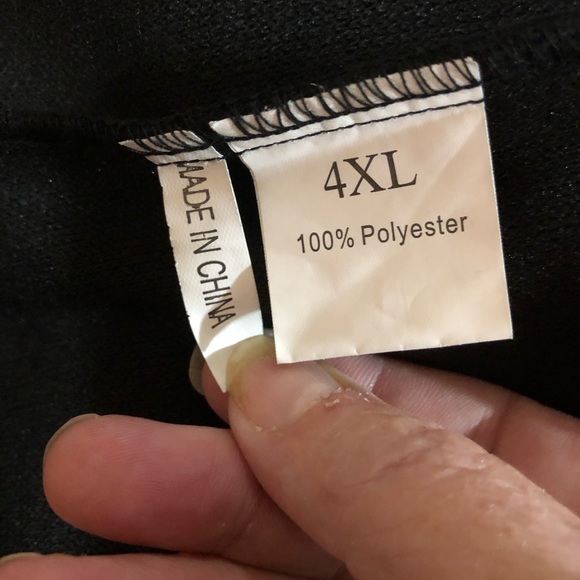 MADE IN CHINA
4XL
100% Polyester